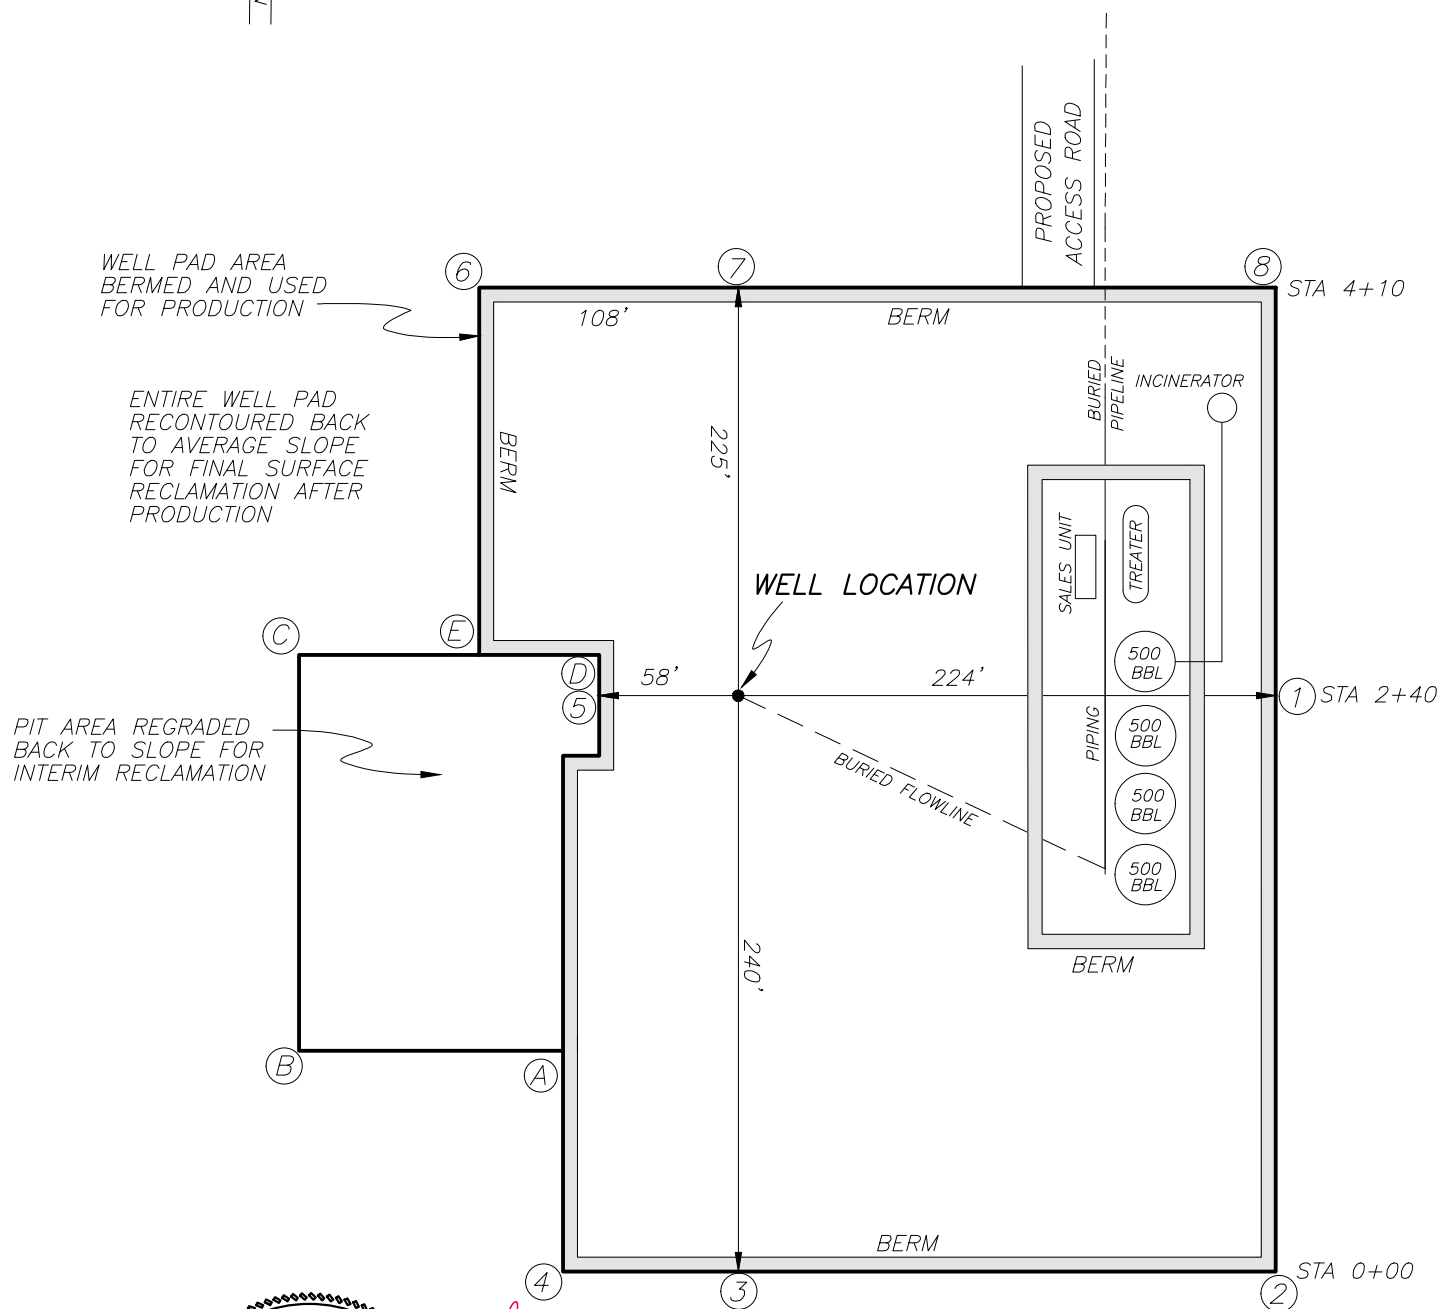 PROPOSED
ACCESS ROAD
WELL PAD AREA
BERMED AND USED
FOR PRODUCTION
6
7
8
STA 4+10
108'
BERM
ENTIRE WELL PAD
RECONTOURED BACK
TO AVERAGE SLOPE
FOR FINAL SURFACE
RECLAMATION AFTER
PRODUCTION
BERM
225'
BURIED
PIPELINE
INCINERATOR
SALES UNIT
TREATER
WELL LOCATION
C
E
D
5
58'
224'
500
BBL
1
STA 2+40
PIT AREA REGRADED
BACK TO SLOPE FOR
INTERIM RECLAMATION
PIPING
500
BBL
BURIED FLOWLINE
500
BBL
500
BBL
240'
BERM
B
A
BERM
4
3
2
STA 0+00